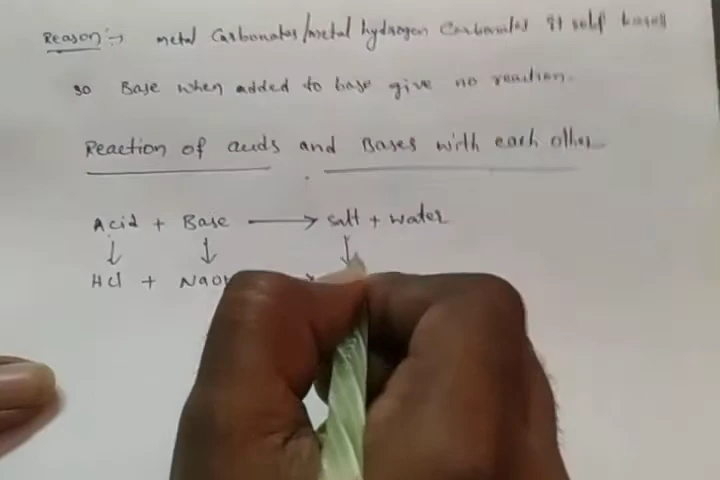 Reason :- metal Carbonates/metal hydrogen Carbonates it self bases
so Base when added to base give no reaction.
Reaction of acids and Bases with each other
Acid + Base → salt + water
↓ ↓ ↓
HCl + NaOH